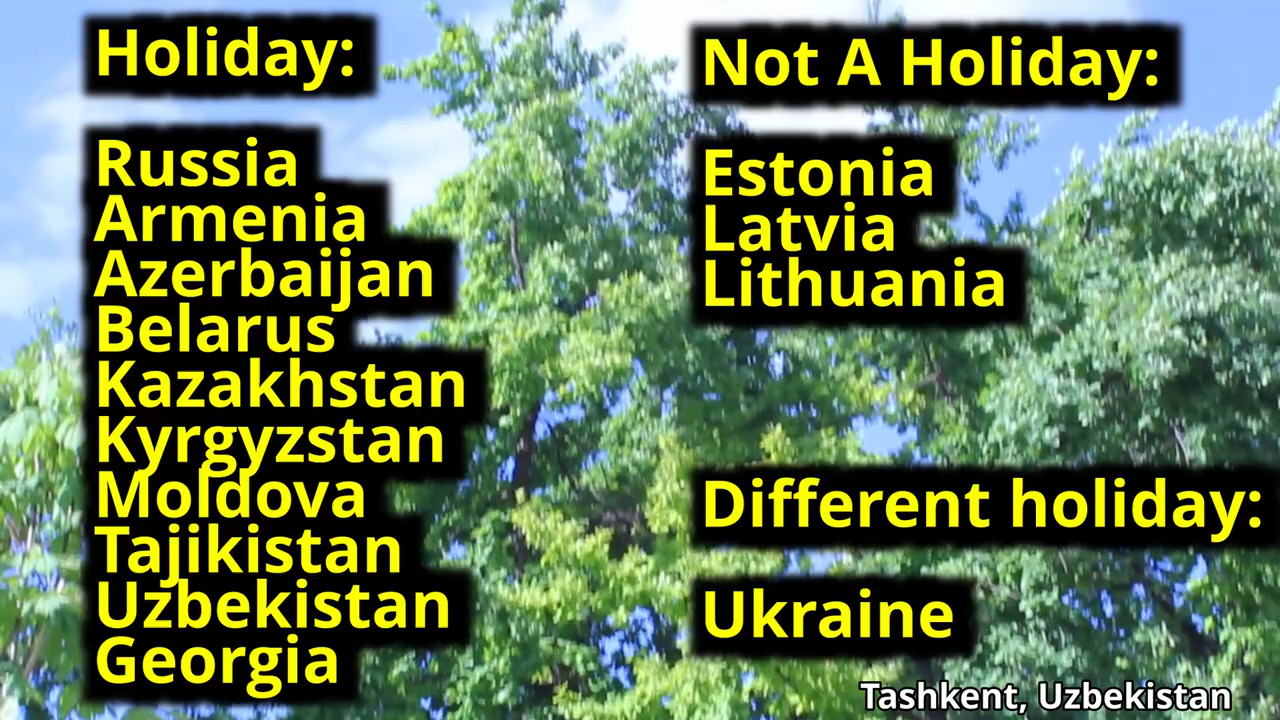 Holiday:
Russia
Armenia
Azerbaijan
Belarus
Kazakhstan
Kyrgyzstan
Moldova
Tajikistan
Uzbekistan
Georgia
Not A Holiday:
Estonia
Latvia
Lithuania
Different holiday:
Ukraine
Tashkent, Uzbekistan